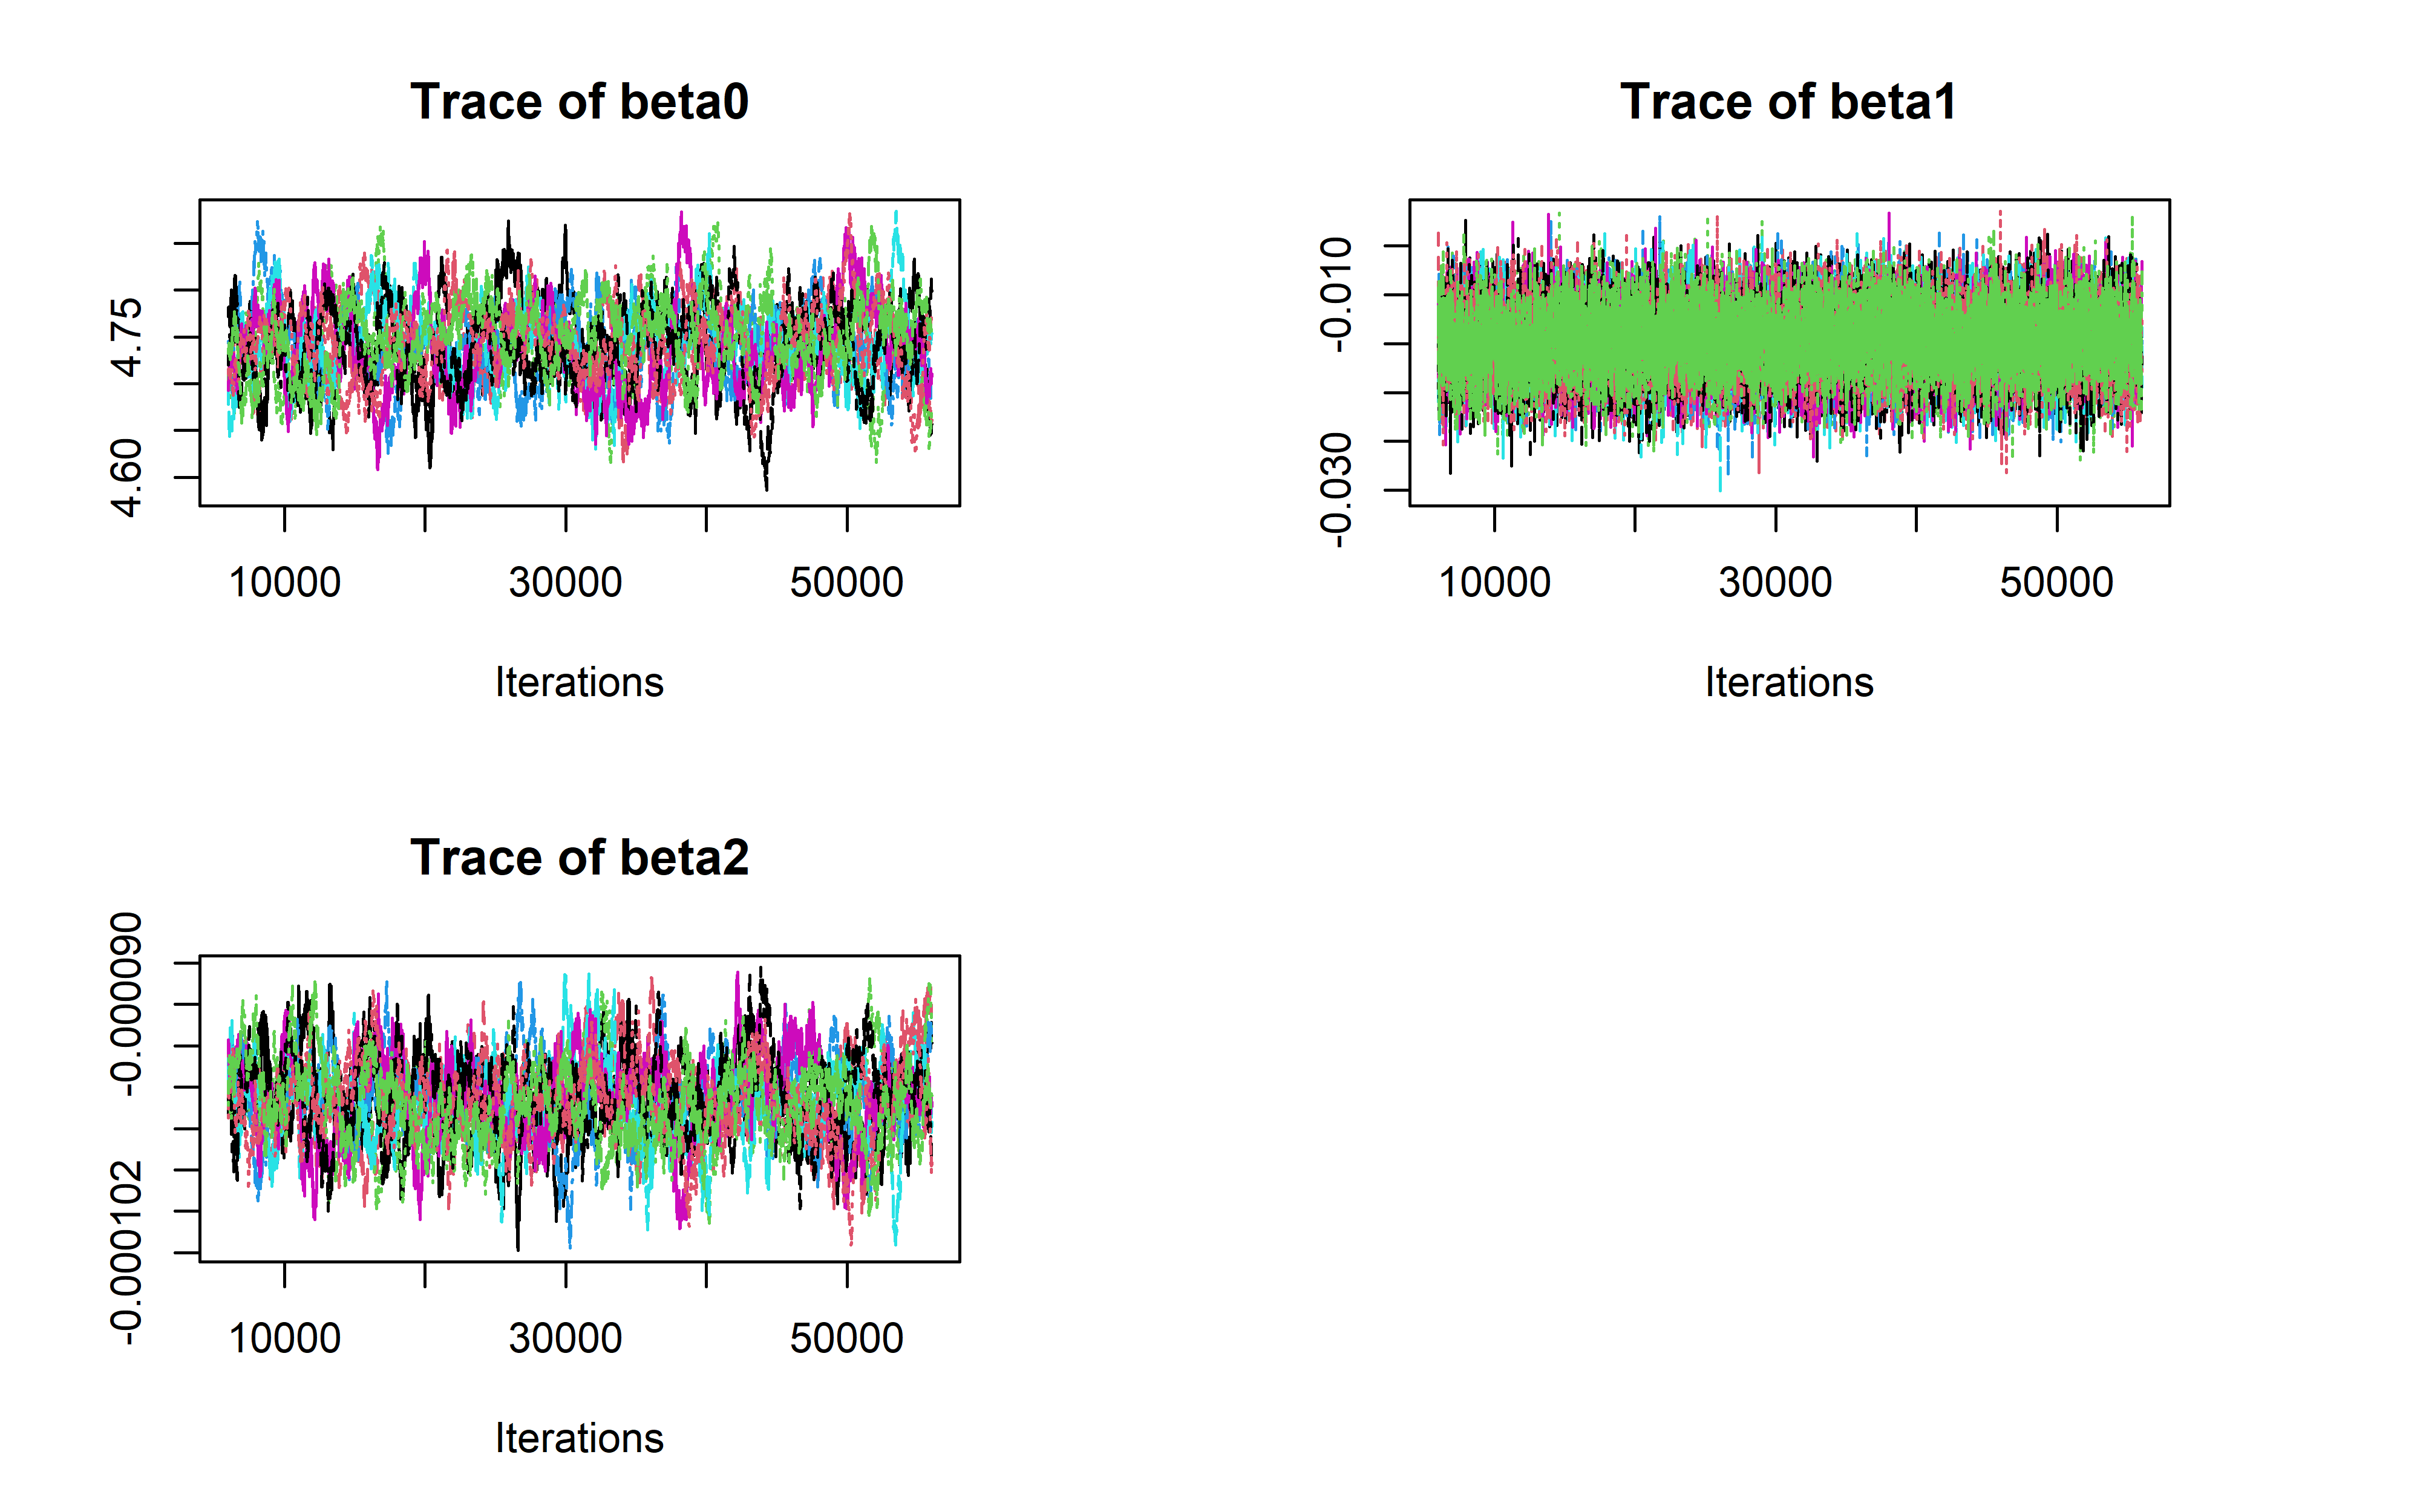 Trace of beta0
4.60 4.75
10000 30000 50000
Iterations
Trace of beta1
-0.030 -0.010
10000 30000 50000
Iterations
Trace of beta2
-0.000102 -0.000090
10000 30000 50000
Iterations